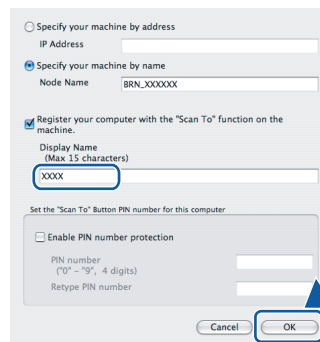 Specify your machine by address
IP Address
Specify your machine by name
Node Name BRN_XXXXXX
Register your computer with the "Scan To" function on the
machine.
Display Name
(Max 15 characters)
XXXX
Set the "Scan To" Button PIN number for this computer
Enable PIN number protection
PIN number
("0" – "9", 4 digits)
Retype PIN number
Cancel OK